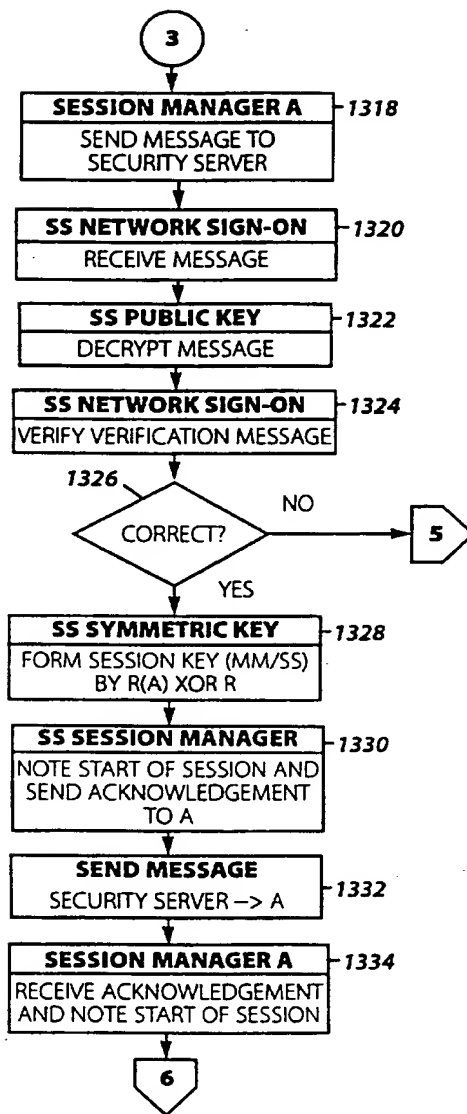 3
SESSION MANAGER A
1318
SEND MESSAGE TO
SECURITY SERVER
SS NETWORK SIGN-ON
1320
RECEIVE MESSAGE
SS PUBLIC KEY
1322
DECRYPT MESSAGE
SS NETWORK SIGN-ON
1324
VERIFY VERIFICATION MESSAGE
1326
CORRECT?
NO
5
YES
SS SYMMETRIC KEY
1328
FORM SESSION KEY (MM/SS)
BY R(A) XOR R
SS SESSION MANAGER
1330
NOTE START OF SESSION AND
SEND ACKNOWLEDGEMENT
TO A
SEND MESSAGE
1332
SECURITY SERVER —> A
SESSION MANAGER A
1334
RECEIVE ACKNOWLEDGEMENT
AND NOTE START OF SESSION
6